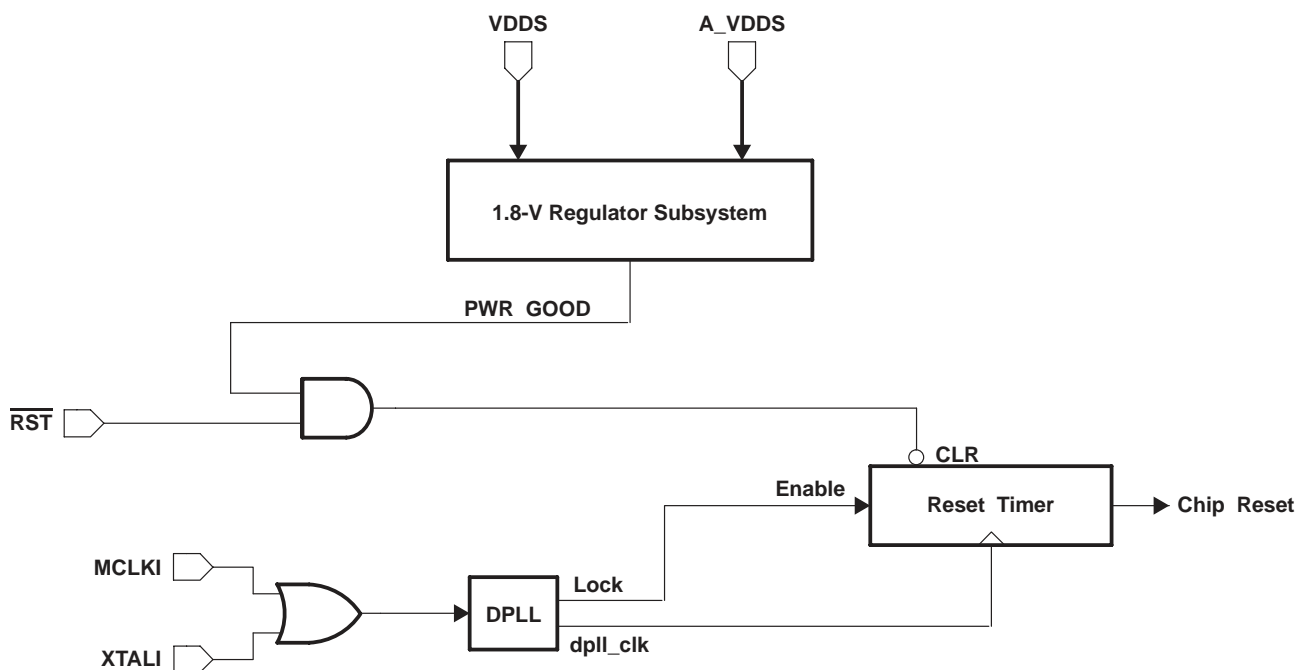 VDDS
A_VDDS
1.8-V Regulator Subsystem
PWR GOOD
RST
CLR
Enable
Reset Timer
Chip Reset
MCLKI
Lock
DPLL
dpll_clk
XTALI